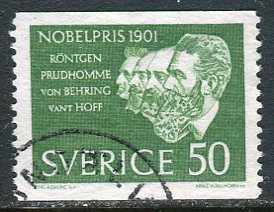 NOBELPRIS 1901
RÖNTGEN
PRUDHOMME
VON BEHRING
VANT HOFF
SVERIGE 50